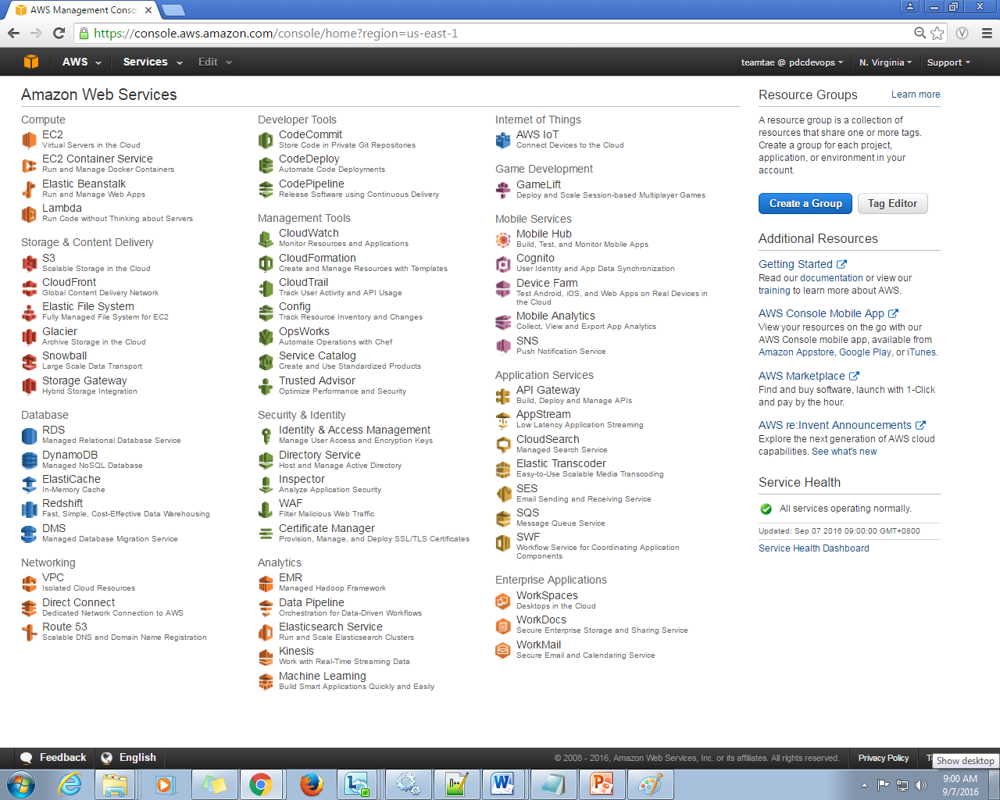 AWS Management Conso
https://console.aws.amazon.com/console/home?region=us-east-1
AWS
Services
Edit
teamtae @ pdcdevops
N. Virginia
Support
Amazon Web Services
Compute
EC2
Virtual Servers in the Cloud
EC2 Container Service
Run and Manage Docker Containers
Elastic Beanstalk
Run and Manage Web Apps
Lambda
Run Code without Thinking about Servers
Storage & Content Delivery
S3
Scalable Storage in the Cloud
CloudFront
Global Content Delivery Network
Elastic File System
Fully Managed File System for EC2
Glacier
Archive Storage in the Cloud
Snowball
Large Scale Data Transport
Storage Gateway
Hybrid Storage Integration
Database
RDS
Managed Relational Database Service
DynamoDB
Managed NoSQL Database
ElastiCache
In-Memory Cache
Redshift
Fast, Simple, Cost-Effective Data Warehousing
DMS
Managed Database Migration Service
Networking
VPC
Isolated Cloud Resources
Direct Connect
Dedicated Network Connection to AWS
Route 53
Scalable DNS and Domain Name Registration
Developer Tools
CodeCommit
Store Code in Private Git Repositories
CodeDeploy
Automate Code Deployments
CodePipeline
Release Software using Continuous Delivery
Management Tools
CloudWatch
Monitor Resources and Applications
CloudFormation
Create and Manage Resources with Templates
CloudTrail
Track User Activity and API Usage
Config
Track Resource Inventory and Changes
OpsWorks
Automate Operations with Chef
Service Catalog
Create and Use Standardized Products
Trusted Advisor
Optimize Performance and Security
Security & Identity
Identity & Access Management
Manage User Access and Encryption Keys
Directory Service
Host and Manage Active Directory
Inspector
Analyze Application Security
WAF
Filter Malicious Web Traffic
Certificate Manager
Provision, Manage, and Deploy SSL/TLS Certificates
Analytics
EMR
Managed Hadoop Framework
Data Pipeline
Orchestration for Data-Driven Workflows
Elasticsearch Service
Run and Scale Elasticsearch Clusters
Kinesis
Work with Real-Time Streaming Data
Machine Learning
Build Smart Applications Quickly and Easily
Internet of Things
AWS IoT
Connect Devices to the Cloud
Game Development
GameLift
Deploy and Scale Session-based Multiplayer Games
Mobile Services
Mobile Hub
Build, Test, and Monitor Mobile Apps
Cognito
User Identity and App Data Synchronization
Device Farm
Test Android, iOS, and Web Apps on Real Devices in
the Cloud
Mobile Analytics
Collect, View and Export App Analytics
SNS
Push Notification Service
Application Services
API Gateway
Build, Deploy and Manage APIs
AppStream
Low Latency Application Streaming
CloudSearch
Managed Search Service
Elastic Transcoder
Easy-to-Use Scalable Media Transcoding
SES
Email Sending and Receiving Service
SQS
Message Queue Service
SWF
Workflow Service for Coordinating Application
Components
Enterprise Applications
WorkSpaces
Desktops in the Cloud
WorkDocs
Secure Enterprise Storage and Sharing Service
WorkMail
Secure Email and Calendaring Service
Resource Groups
Learn more
A resource group is a collection of
resources that share one or more tags.
Create a group for each project,
application, or environment in your
account.
Create a Group
Tag Editor
Additional Resources
Getting Started
Read our documentation or view our
training to learn more about AWS.
AWS Console Mobile App
View your resources on the go with our
AWS Console mobile app, available from
Amazon Appstore, Google Play, or iTunes.
AWS Marketplace
Find and buy software, launch with 1-Click
and pay by the hour.
AWS re:Invent Announcements
Explore the next generation of AWS cloud
capabilities. See what's new
Service Health
All services operating normally.
Updated: Sep 07 2016 09:00:00 GMT+0800
Service Health Dashboard
Feedback
English
© 2008 - 2016, Amazon Web Services, Inc. or its affiliates. All rights reserved.
Privacy Policy
Show desktop
9:00 AM
9/7/2016